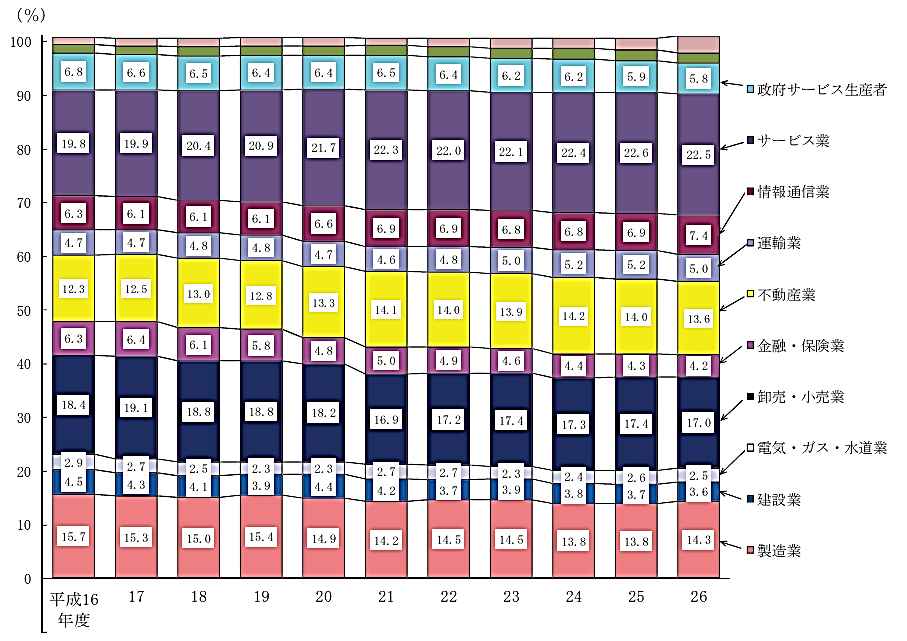 (%)
100
90
80
70
60
50
40
30
20
10
0
6.8 6.6 6.5 6.4 6.4 6.5 6.4 6.2 6.2 5.9 5.8 政府サービス生産者
19.8 19.9 20.4 20.9 21.7 22.3 22.0 22.1 22.4 22.6 22.5 サービス業
6.3 6.1 6.1 6.1 6.6 6.9 6.9 6.8 6.8 6.9 7.4 情報通信業
4.7 4.7 4.8 4.8 4.7 4.6 4.8 5.0 5.2 5.2 5.0 運輸業
12.3 12.5 13.0 12.8 13.3 14.1 14.0 13.9 14.2 14.0 13.6 不動産業
6.3 6.4 6.1 5.8 4.8 5.0 4.9 4.6 4.4 4.3 4.2 金融・保険業
18.4 19.1 18.8 18.8 18.2 16.9 17.2 17.4 17.3 17.4 17.0 卸売・小売業
2.9 2.7 2.5 2.3 2.3 2.7 2.7 2.3 2.4 2.6 2.5 電気・ガス・水道業
4.5 4.3 4.1 3.9 4.4 4.2 3.7 3.9 3.8 3.7 3.6 建設業
15.7 15.3 15.0 15.4 14.9 14.2 14.5 14.5 13.8 13.8 14.3 製造業
平成16 17 18 19 20 21 22 23 24 25 26
年度